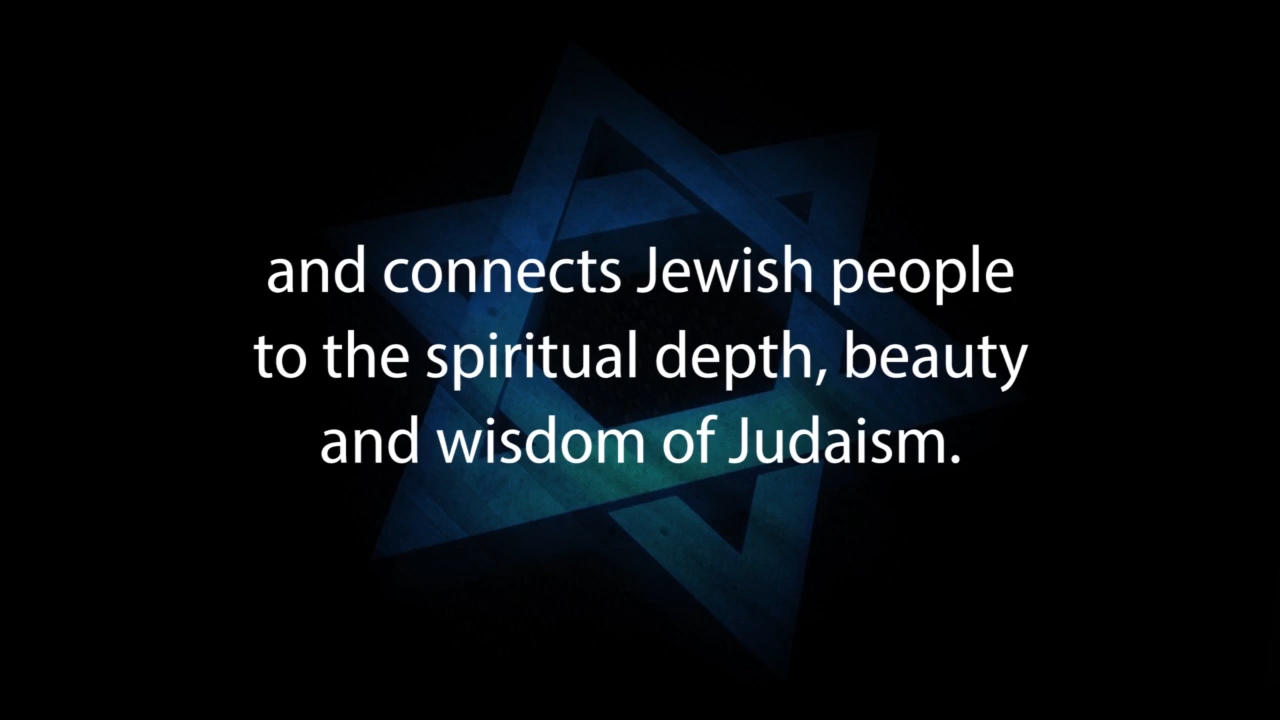 and connects Jewish people
to the spiritual depth, beauty
and wisdom of Judaism.